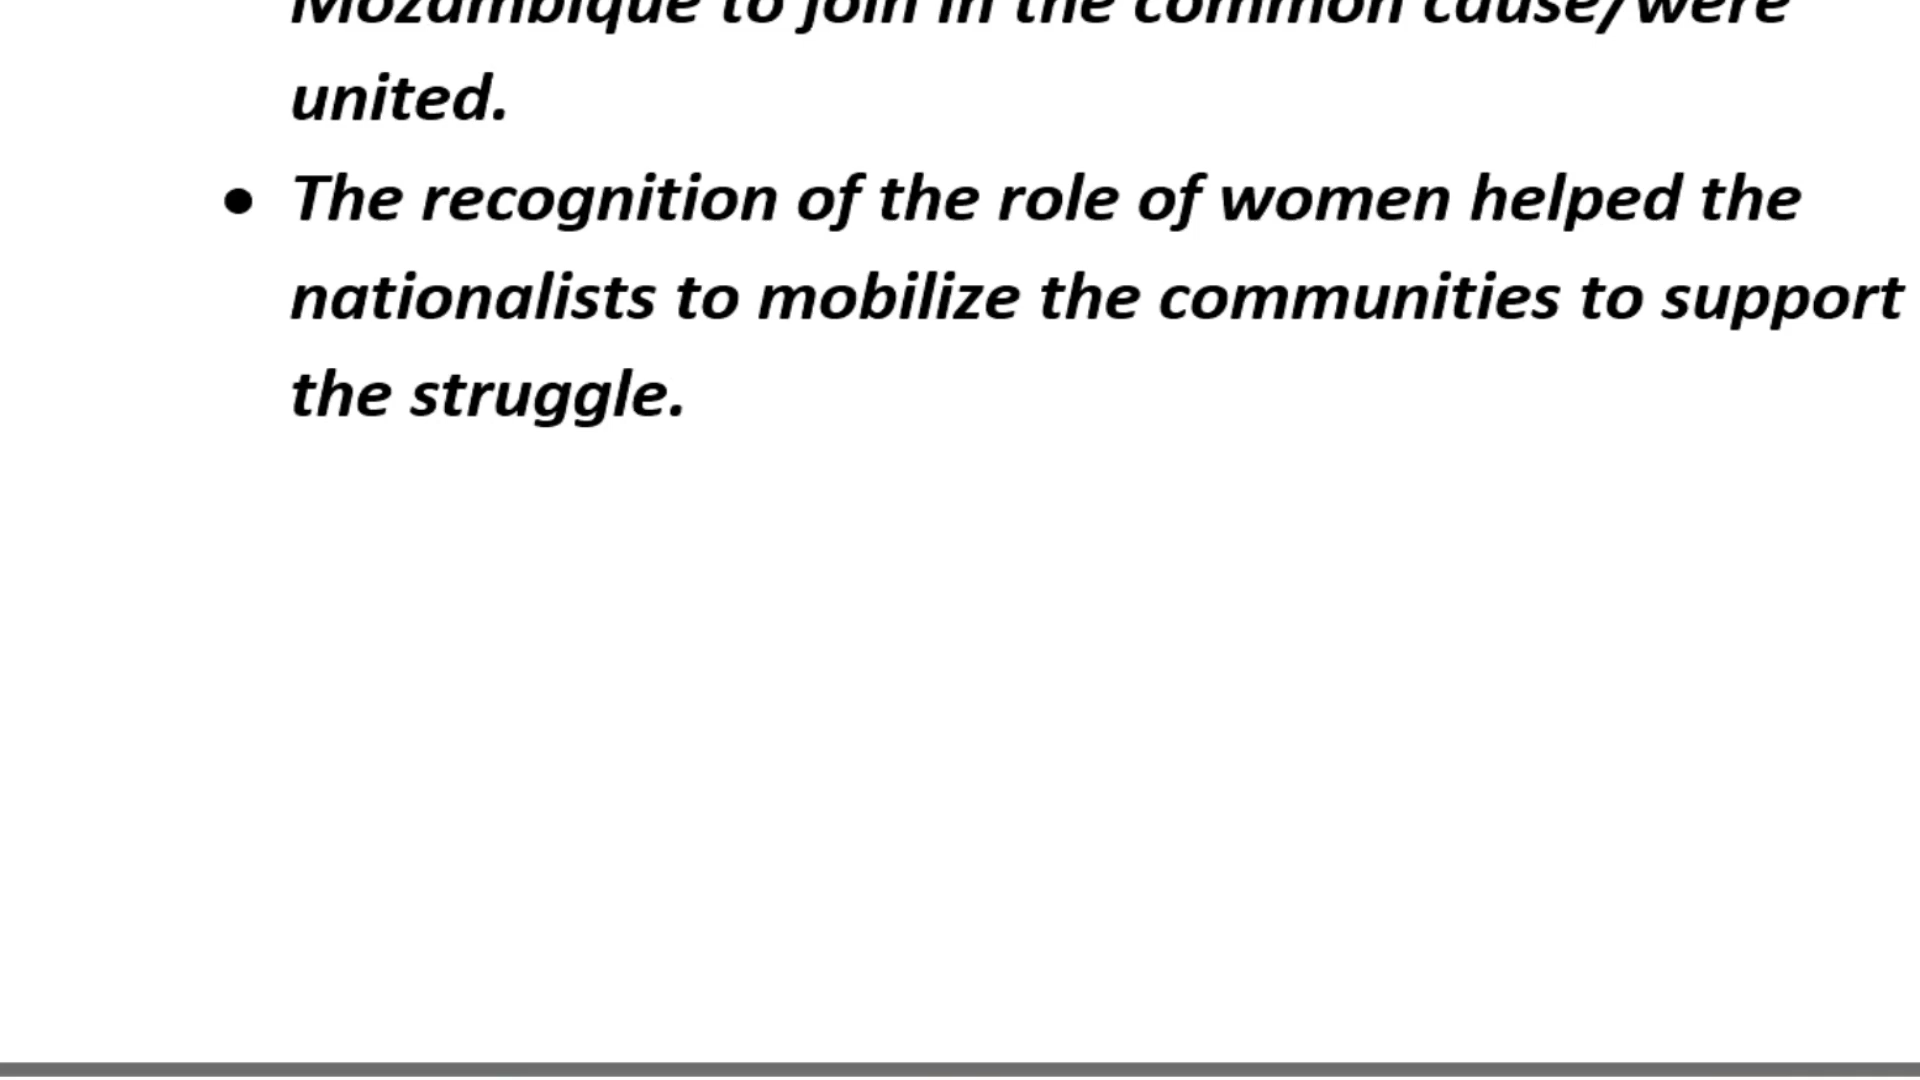 Mozambique to join in the common cause/were
united.
• The recognition of the role of women helped the
nationalists to mobilize the communities to support
the struggle.